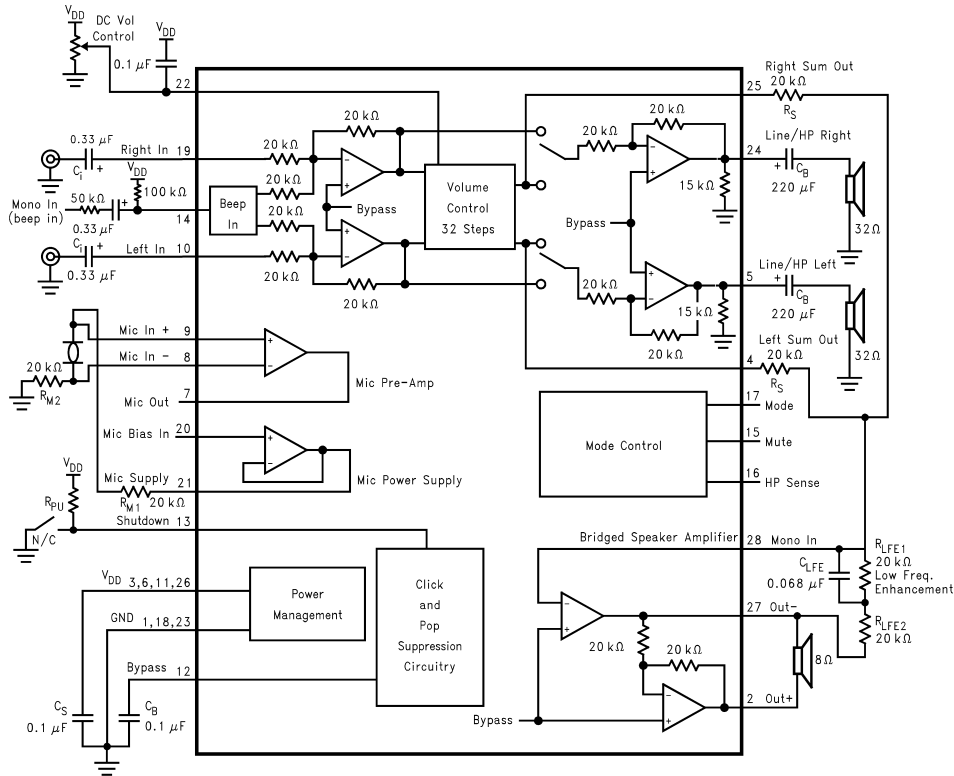 V_DD
DC Vol
Control
V_DD
0.1 μF
22
Right Sum Out
25
20 kΩ
R_S
0.33 μF
C_i
+
Right In 19
V_DD
100 kΩ
Mono In
(beep in)
50 kΩ
+
0.33 μF
14
C_i
+
Left In 10
0.33 μF
20 kΩ
20 kΩ
20 kΩ
Beep
In
20 kΩ
20 kΩ
20 kΩ
−
+
Bypass
+
−
Volume
Control
32 Steps
20 kΩ
20 kΩ
−
+
15 kΩ
Bypass
20 kΩ
+
−
15 kΩ
20 kΩ
Line/HP Right
24
+
C_B
220 μF
32Ω
Line/HP Left
5
+
C_B
220 μF
32Ω
Left Sum Out
4
20 kΩ
R_S
Mic In + 9
Mic In − 8
20 kΩ
R_M2
7
Mic Out
+
−
Mic Pre-Amp
Mic Bias In 20
+
−
Mic Power Supply
Mic Supply 21
R_M1 20 kΩ
V_DD
R_PU
N/C
Shutdown 13
Mode Control
17
Mode
15
Mute
16
HP Sense
V_DD 3,6,11,26
GND 1,18,23
Bypass 12
C_S
0.1 μF
C_B
0.1 μF
Power
Management
Click
and
Pop
Suppression
Circuitry
Bridged Speaker Amplifier
28 Mono In
C_LFE
0.068 μF
R_LFE1
20 kΩ
Low Freq.
Enhancement
27 Out−
R_LFE2
20 kΩ
−
+
20 kΩ
20 kΩ
−
+
Bypass
8Ω
2 Out+